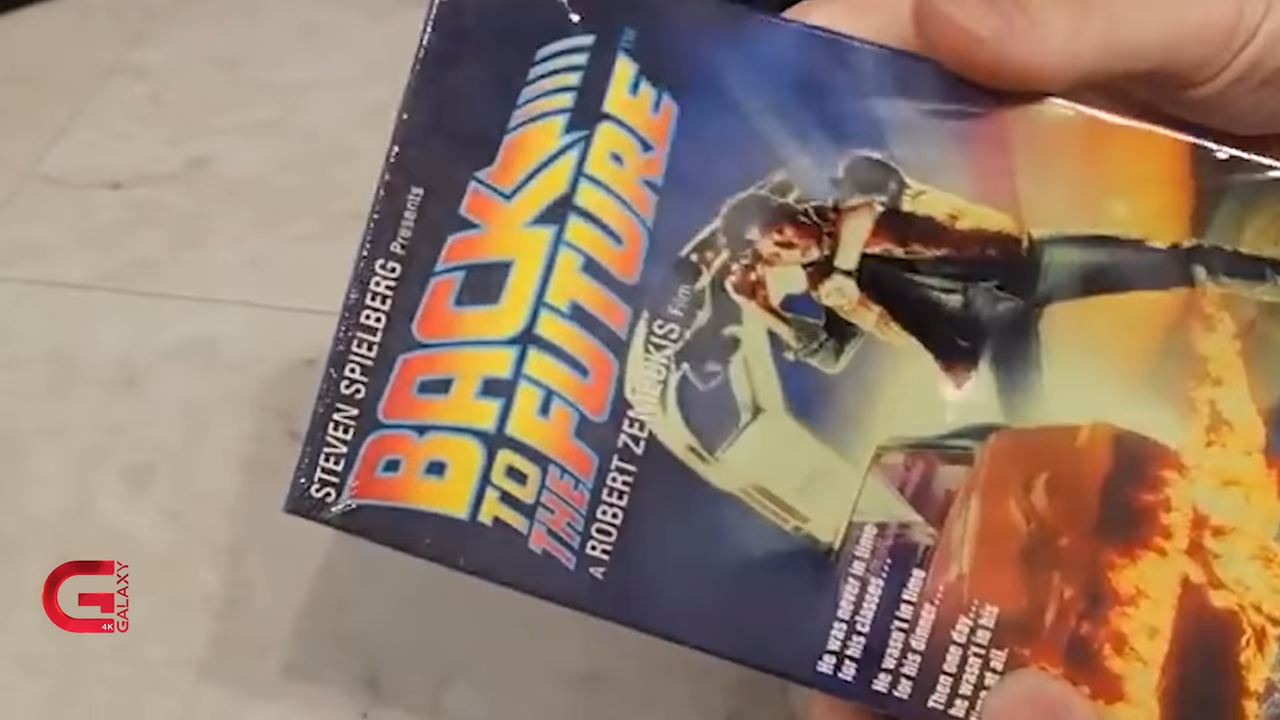 STEVEN SPIELBERG Presents
BACK
TO
THE FUTURE™
A ROBERT ZEMECKIS Film
He was never in time
for his classes...
He wasn't in time
for his dinner...
Then one day...
he wasn't in his
at all.
G
4K
GALAXY